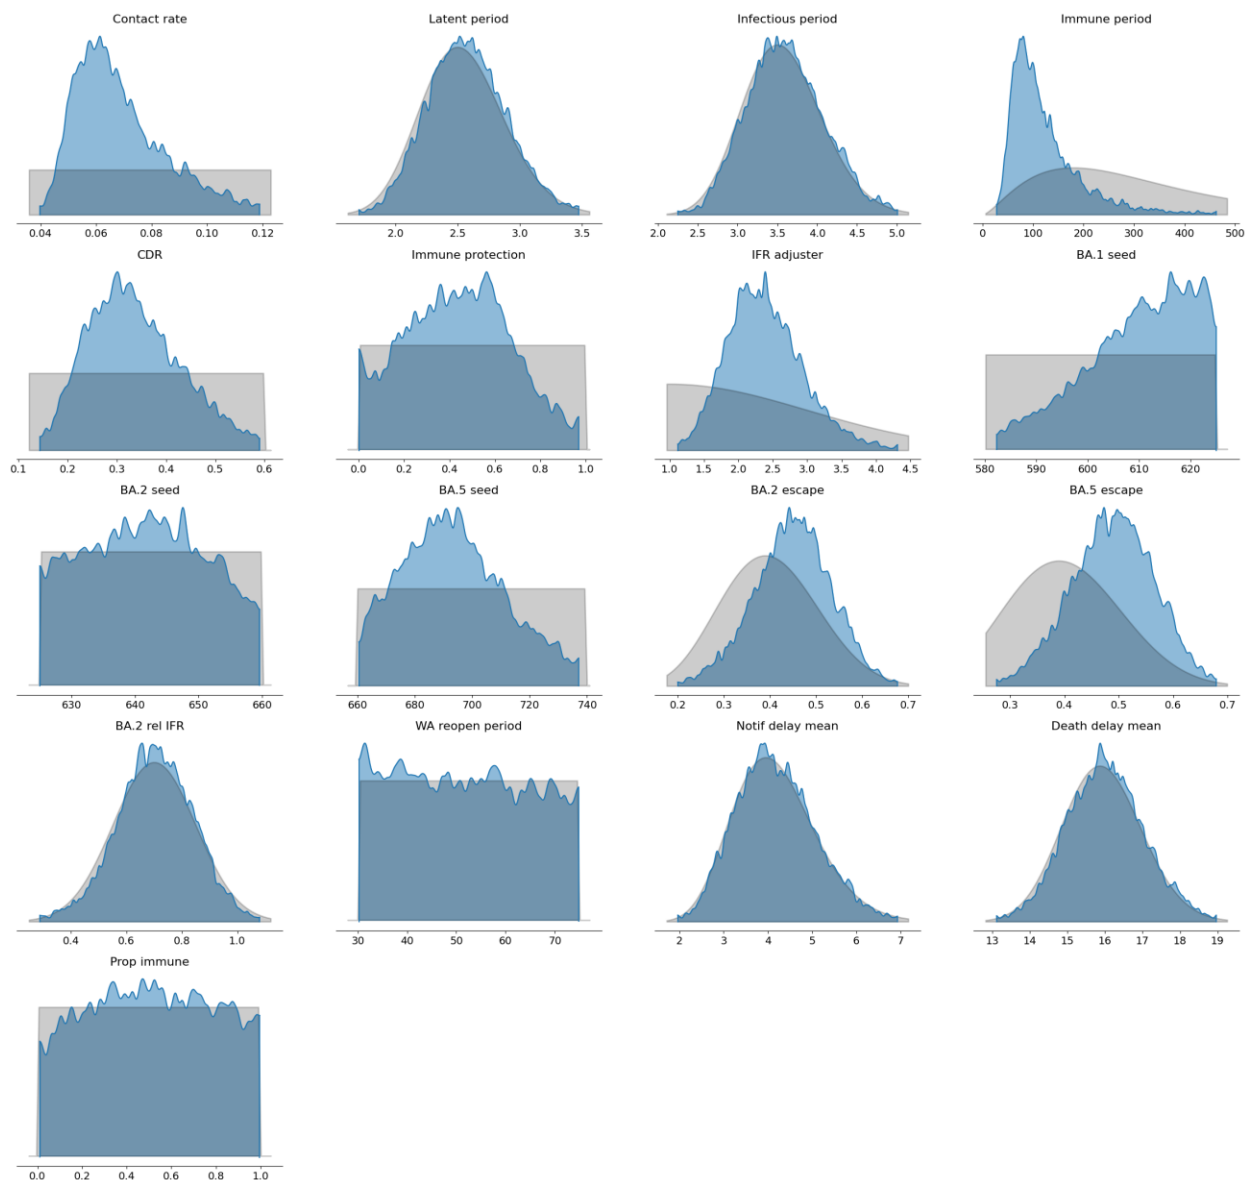 Contact rate Latent period Infectious period Immune period
0.04 0.06 0.08 0.10 0.12 2.0 2.5 3.0 3.5 2.0 2.5 3.0 3.5 4.0 4.5 5.0 0 100 200 300 400 500
CDR Immune protection IFR adjuster BA.1 seed
0.1 0.2 0.3 0.4 0.5 0.6 0.0 0.2 0.4 0.6 0.8 1.0 1.0 1.5 2.0 2.5 3.0 3.5 4.0 4.5 580 590 600 610 620
BA.2 seed BA.5 seed BA.2 escape BA.5 escape
630 640 650 660 660 680 700 720 740 0.2 0.3 0.4 0.5 0.6 0.7 0.3 0.4 0.5 0.6 0.7
BA.2 rel IFR WA reopen period Notif delay mean Death delay mean
0.4 0.6 0.8 1.0 30 40 50 60 70 2 3 4 5 6 7 13 14 15 16 17 18 19
Prop immune
0.0 0.2 0.4 0.6 0.8 1.0